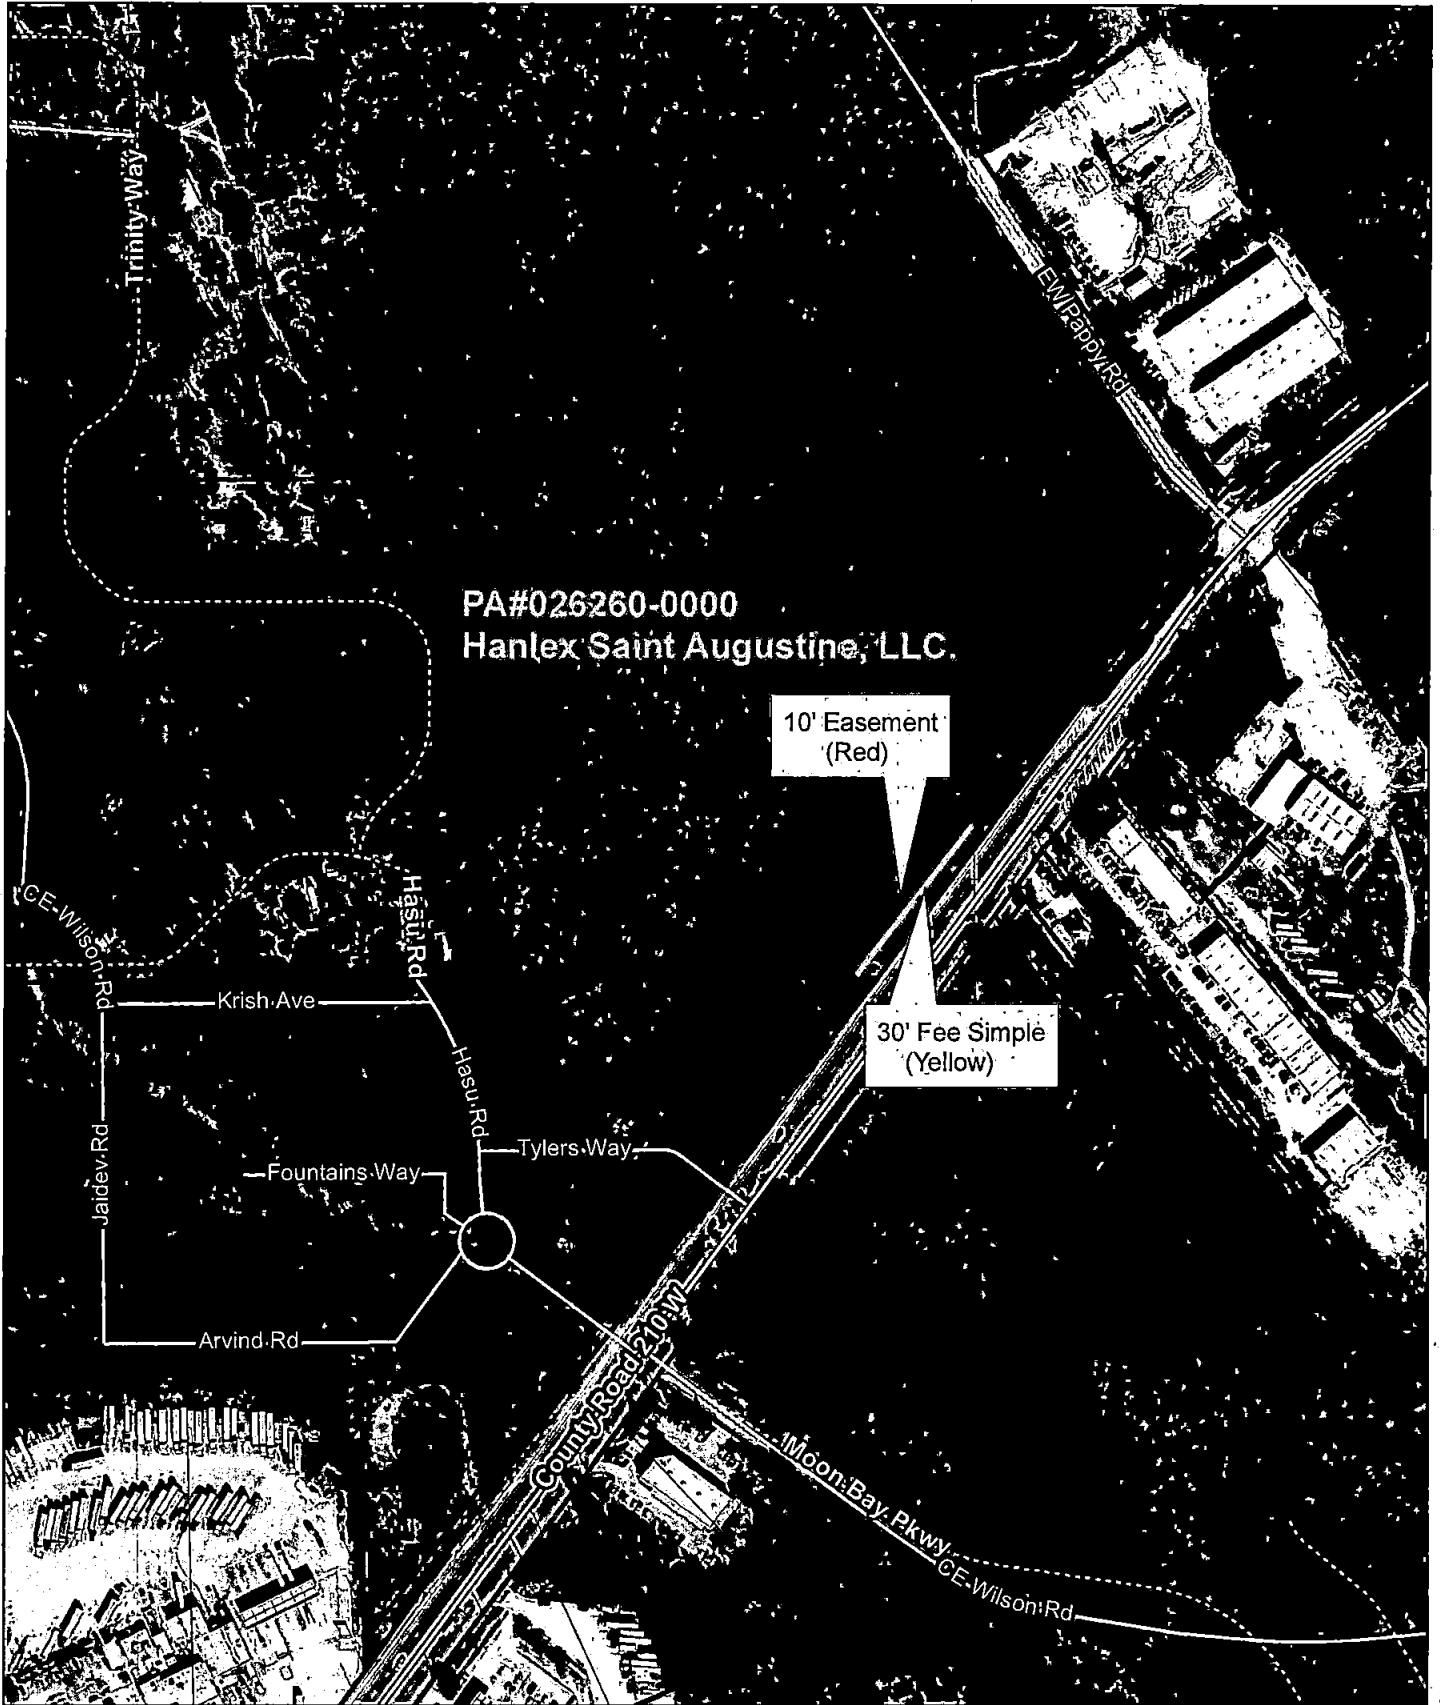 Trinity Way
EW Pappy Rd
PA#026260-0000
Hanlex Saint Augustine, LLC.
10' Easement
(Red)
CE Wilson Rd
Hasu Rd
Krish Ave
30' Fee Simple
(Yellow)
Hasu Rd
Jaidev Rd
Tylers Way
Fountains Way
Arvind Rd
County Road 210 W
Moon Bay Pkwy
CE Wilson Rd